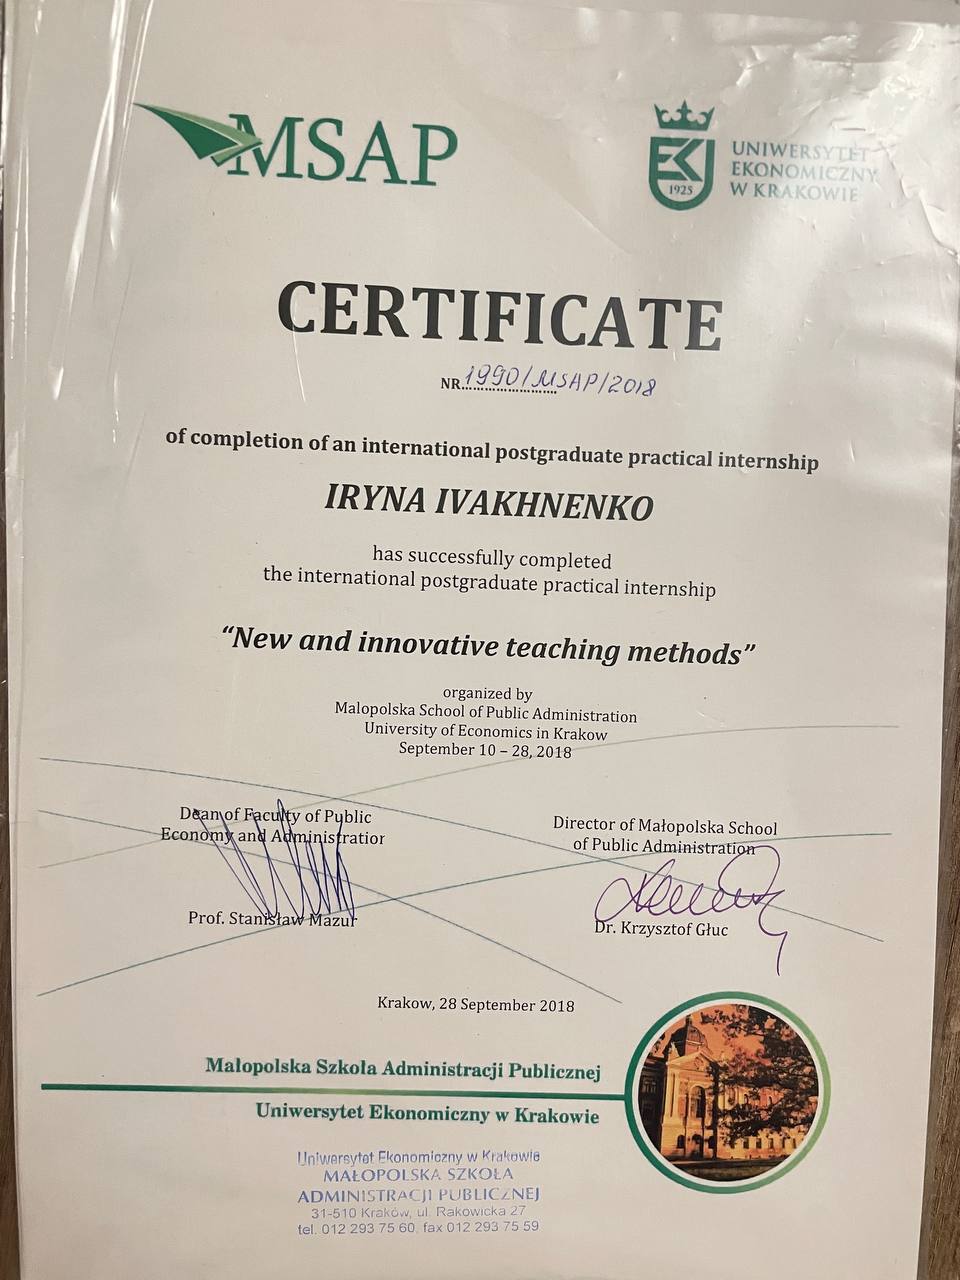 MSAP
EK
1925
UNIWERSYTET
EKONOMICZNY
W KRAKOWIE
CERTIFICATE
NR. 1990/MSAP/2018
of completion of an international postgraduate practical internship
IRYNA IVAKHNENKO
has successfully completed
the international postgraduate practical internship
“New and innovative teaching methods”
organized by
Malopolska School of Public Administration
University of Economics in Krakow
September 10 – 28, 2018
Dean of Faculty of Public
Economy and Administration
Prof. Stanisław Mazur
Director of Małopolska School
of Public Administration
Dr. Krzysztof Głuc
Krakow, 28 September 2018
Małopolska Szkoła Administracji Publicznej
Uniwersytet Ekonomiczny w Krakowie
Uniwersytet Ekonomiczny w Krakowie
MAŁOPOLSKA SZKOŁA
ADMINISTRACJI PUBLICZNEJ
31-510 Kraków, ul. Rakowicka 27
tel. 012 293 75 60, fax 012 293 75 59